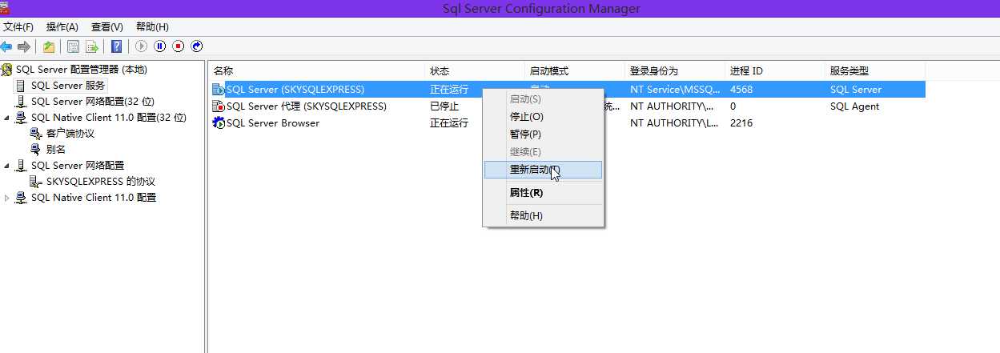 Sql Server Configuration Manager
文件(F) 操作(A) 查看(V) 帮助(H)
SQL Server 配置管理器 (本地)
SQL Server 服务
SQL Server 网络配置(32 位)
SQL Native Client 11.0 配置(32 位)
客户端协议
别名
SQL Server 网络配置
SKYSQLEXPRESS 的协议
SQL Native Client 11.0 配置
名称 状态 启动模式 登录身份为 进程 ID 服务类型
SQL Server (SKYSQLEXPRESS) 正在运行 自动 NT Service\MSSQ... 4568 SQL Server
SQL Server 代理 (SKYSQLEXPRESS) 已停止 统... NT AUTHORITY\... 0 SQL Agent
SQL Server Browser 正在运行 NT AUTHORITY\L... 2216
启动(S)
停止(O)
暂停(P)
继续(E)
重新启动(T)
属性(R)
帮助(H)